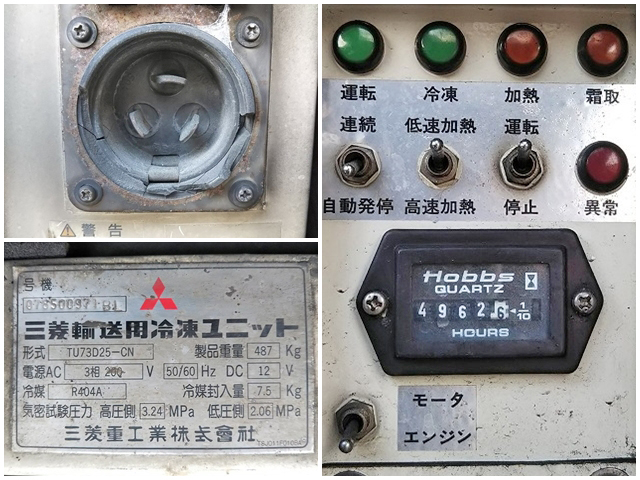 警告
号機
078500971BJ
三菱輸送用冷凍ユニット
形式 TU73D25-CN 製品重量 487 Kg
電源AC 3相 200 V 50/60 Hz DC 12 V
冷媒 R404A 冷媒封入量 7.5 Kg
気密試験圧力 高圧側 3.24 MPa 低圧側 2.06 MPa
三菱重工業株式會社
運転 冷凍 加熱 霜取
連続 低速加熱 運転
自動発停 高速加熱 停止 異常
Hobbs
QUARTZ
4962 6 1/10
HOURS
モータ
エンジン